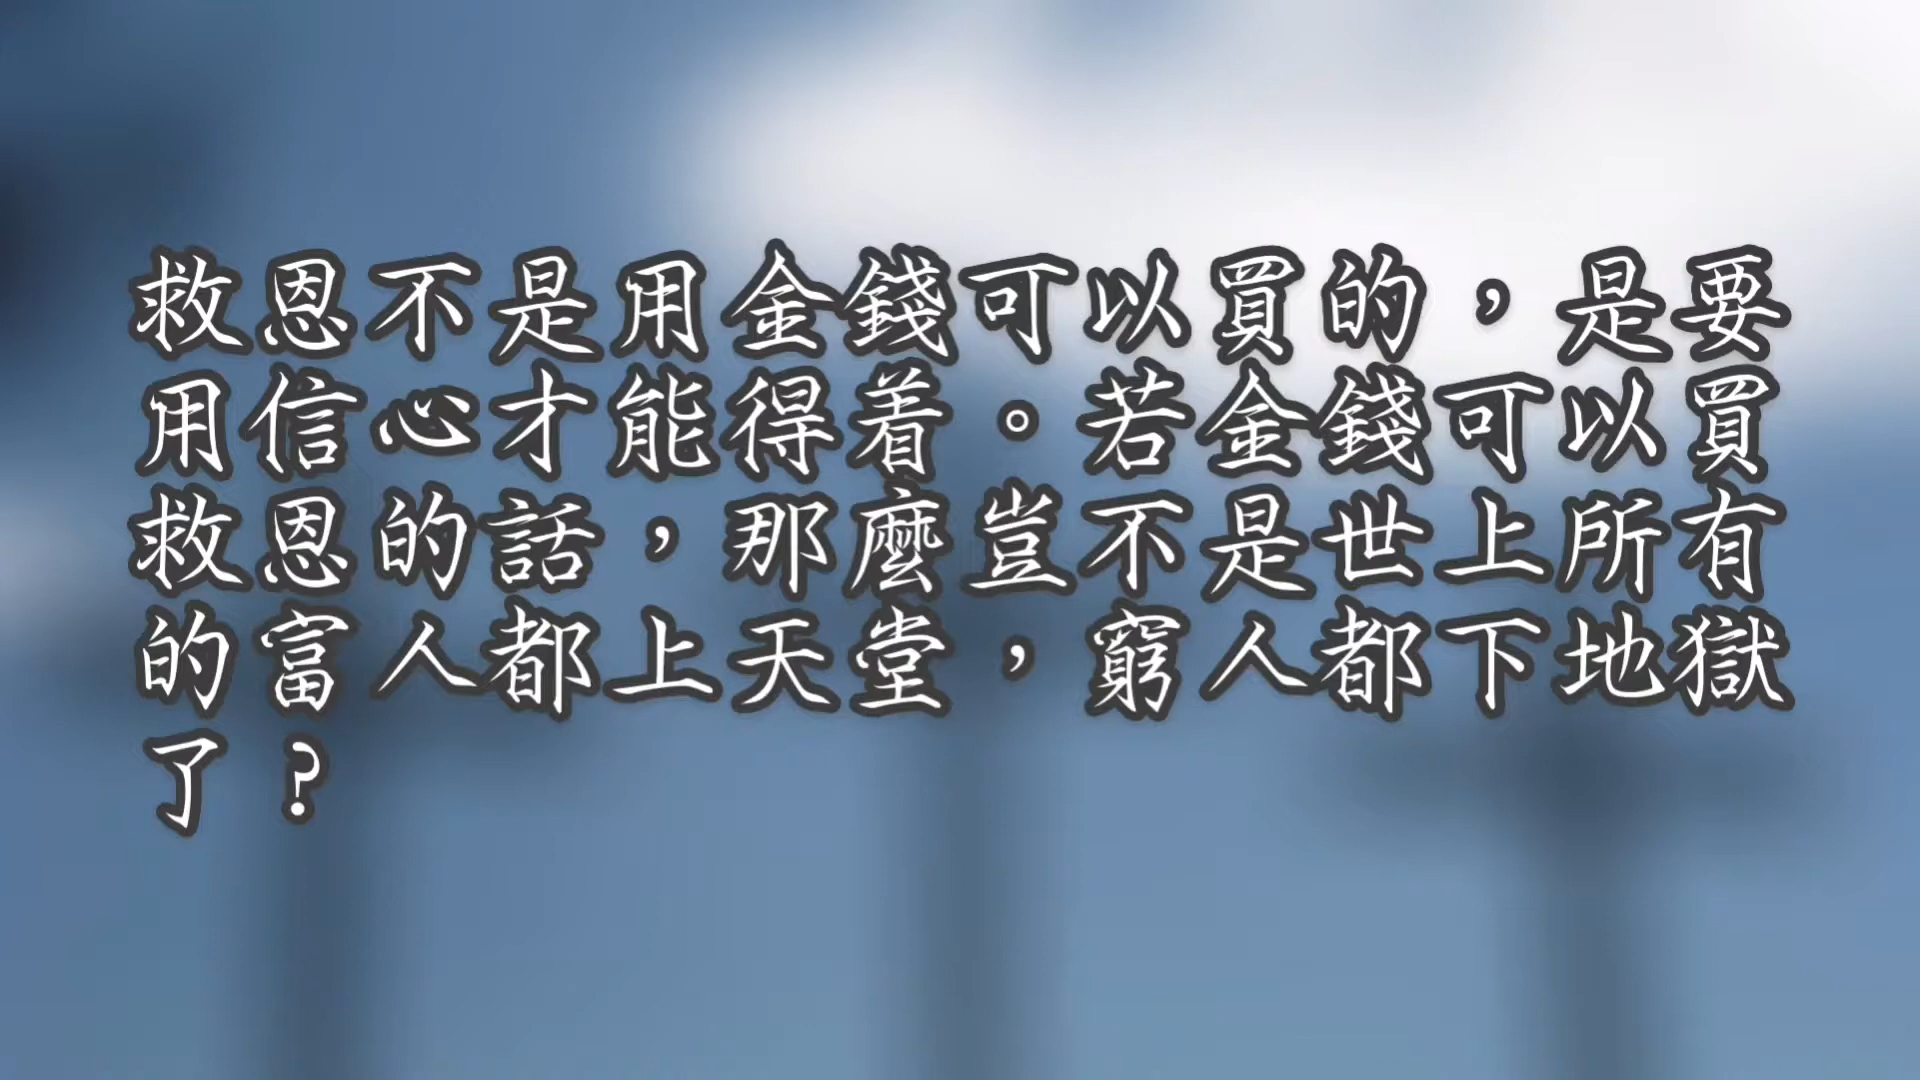 救恩不是用金錢可以買的，是要
用信心才能得着。若金錢可以買
救恩的話，那麼豈不是世上所有
的富人都上天堂，窮人都下地獄
了？